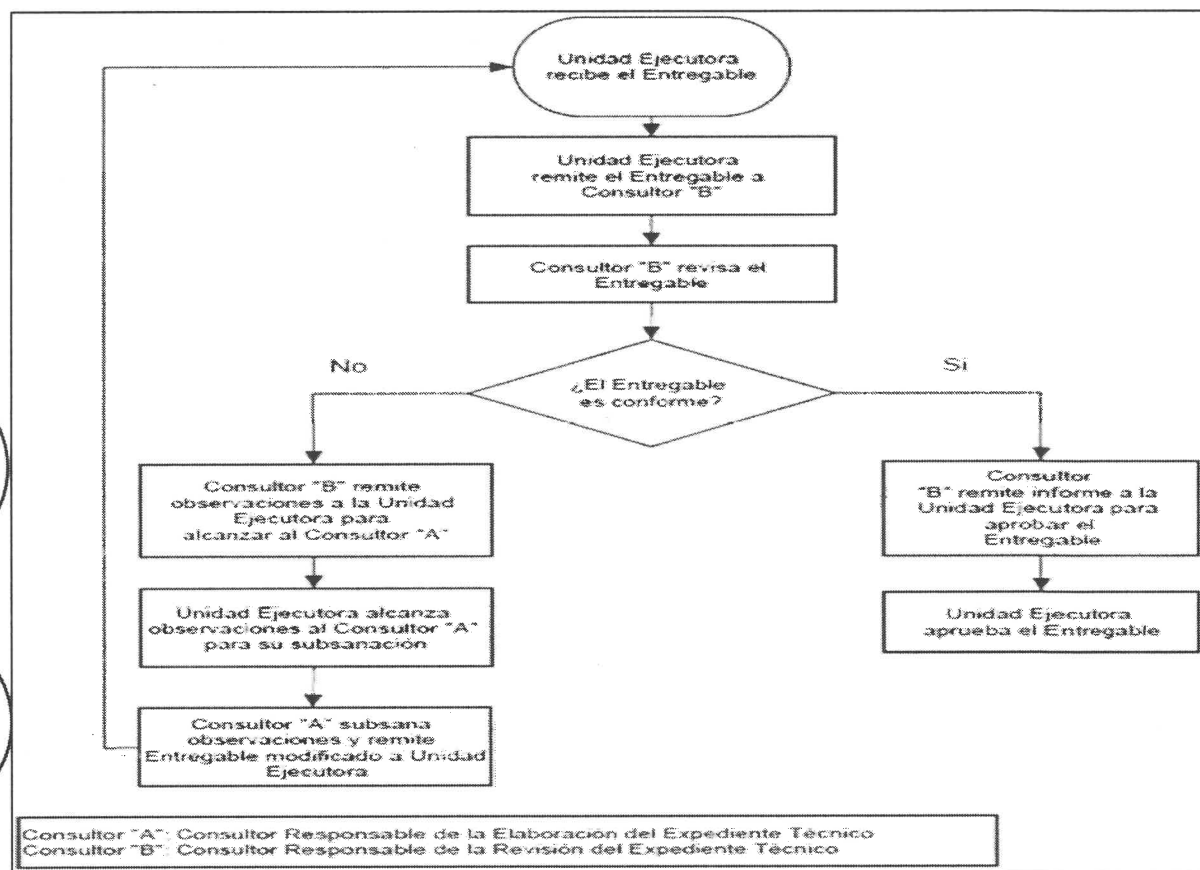 Unidad Ejecutora
recibe el Entregable
Unidad Ejecutora
remite el Entregable a
Consultor "B"
Consultor "B" revisa el
Entregable
¿El Entregable
es conforme?
No
Si
Consultor "B" remite
observaciones a la Unidad
Ejecutora para
alcanzar al Consultor "A"
Unidad Ejecutora alcanza
observaciones al Consultor "A"
para su subsanación
Consultor "A" subsana
observaciones y remite
Entregable modificado a Unidad
Ejecutora
Consultor
"B" remite informe a la
Unidad Ejecutora para
aprobar el
Entregable
Unidad Ejecutora
aprueba el Entregable
Consultor "A": Consultor Responsable de la Elaboración del Expediente Técnico
Consultor "B": Consultor Responsable de la Revisión del Expediente Técnico